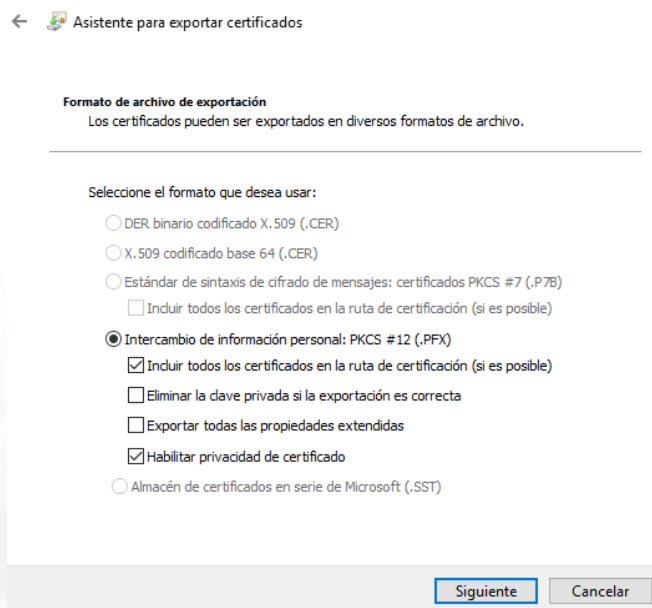 Asistente para exportar certificados
Formato de archivo de exportación
Los certificados pueden ser exportados en diversos formatos de archivo.
Seleccione el formato que desea usar:
DER binario codificado X.509 (.CER)
X.509 codificado base 64 (.CER)
Estándar de sintaxis de cifrado de mensajes: certificados PKCS #7 (.P7B)
Incluir todos los certificados en la ruta de certificación (si es posible)
Intercambio de información personal: PKCS #12 (.PFX)
Incluir todos los certificados en la ruta de certificación (si es posible)
Eliminar la clave privada si la exportación es correcta
Exportar todas las propiedades extendidas
Habilitar privacidad de certificado
Almacén de certificados en serie de Microsoft (.SST)
Siguiente Cancelar